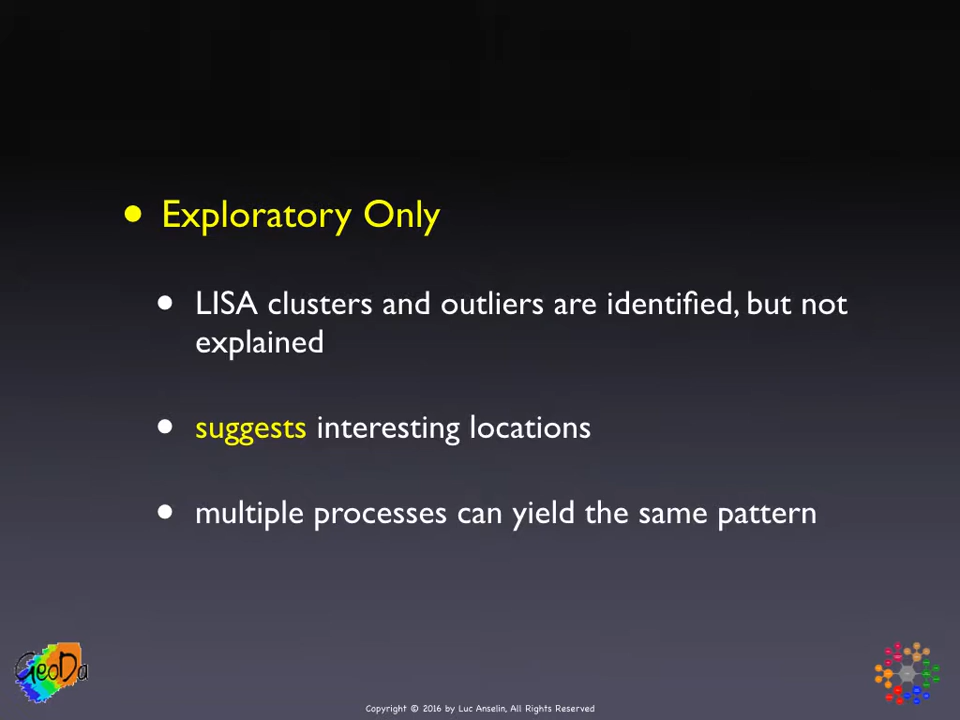 • Exploratory Only
• LISA clusters and outliers are identified, but not
explained
• suggests interesting locations
• multiple processes can yield the same pattern
GeoDa
Copyright © 2016 by Luc Anselin, All Rights Reserved